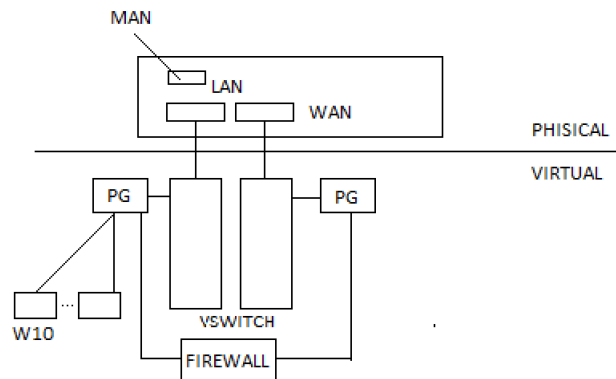 MAN
LAN
WAN
PHISICAL
VIRTUAL
PG
PG
...
W10
VSWITCH
FIREWALL